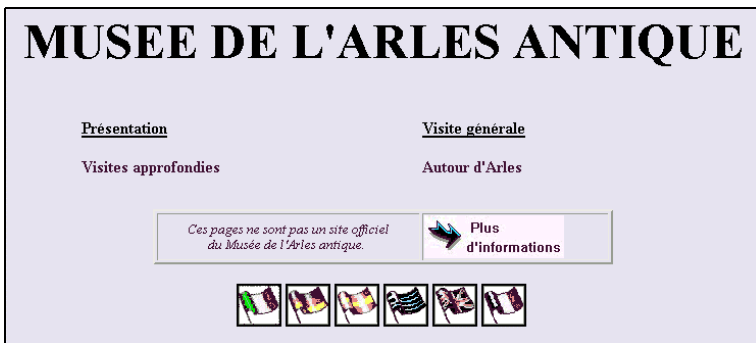 MUSEE DE L'ARLES ANTIQUE
Présentation
Visite générale
Visites approfondies
Autour d'Arles
Ces pages ne sont pas un site officiel
du Musée de l'Arles antique.
Plus
d'informations